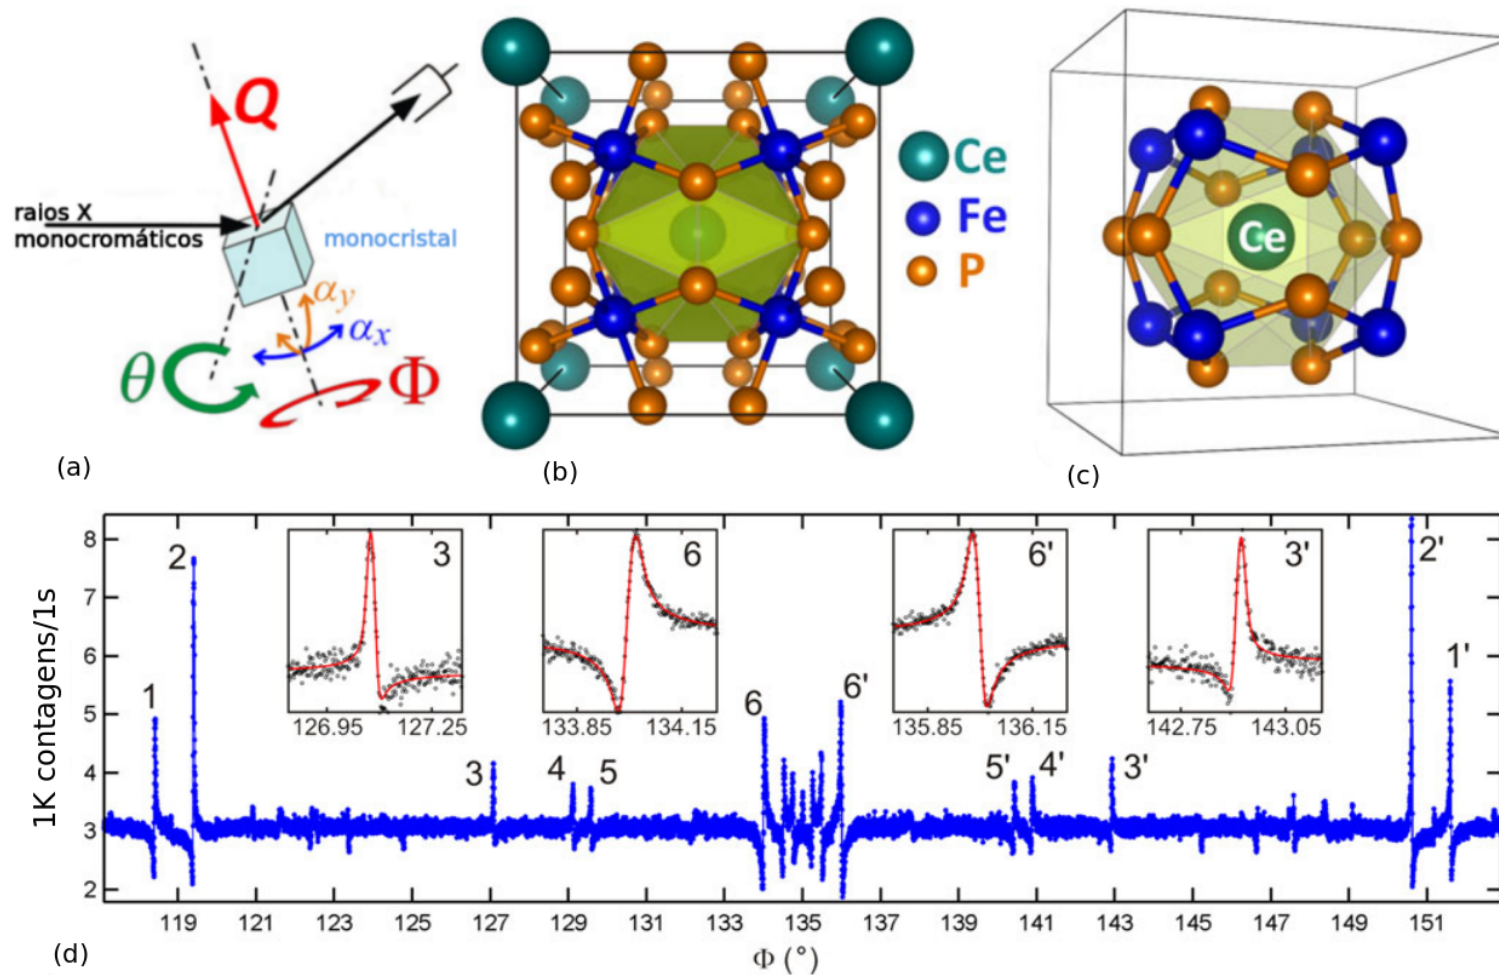 Q
raios X
monocromáticos
monocristal
αy
αx
θ
Φ
(a)
Ce
Fe
P
(b)
Ce
(c)
1K contagens/1s
8
7
6
5
4
3
2
1
2
3
126.95 127.25
3
4
5
6
133.85 134.15
6
6'
135.85 136.15
6'
5'
4'
3'
142.75 143.05
3'
2'
1'
119 121 123 125 127 129 131 133 135 137 139 141 143 145 147 149 151
Φ (°)
(d)